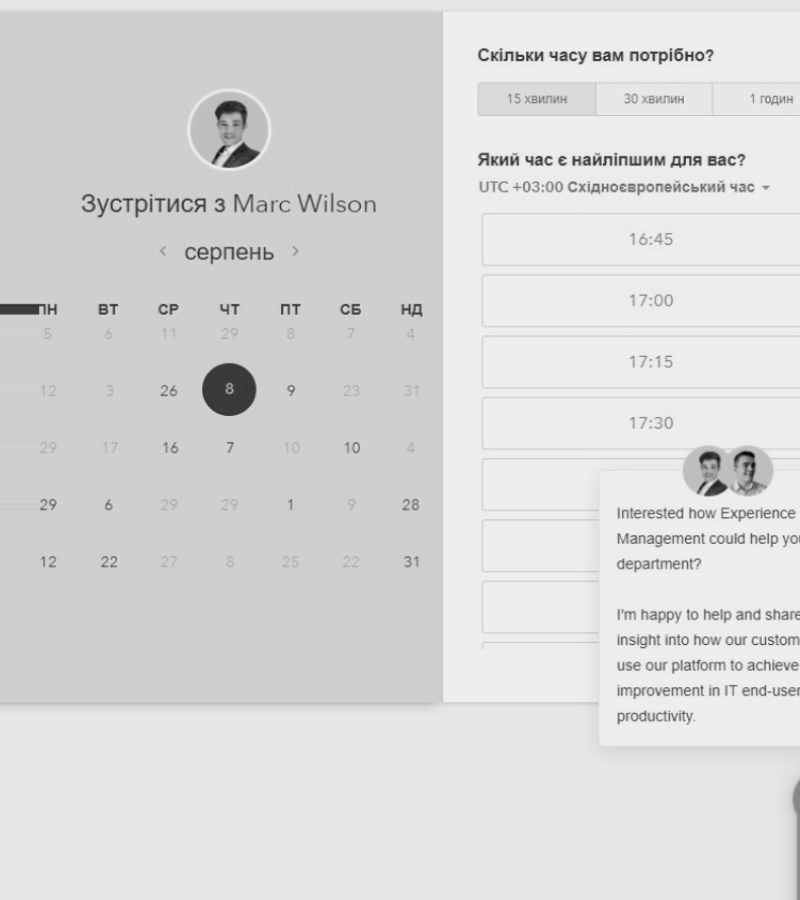 Зустрітися з Marc Wilson
‹ серпень ›
ПН ВТ СР ЧТ ПТ СБ НД
5 6 11 29 8 7 4
12 3 26 8 9 23 31
29 17 16 7 10 10 4
29 6 29 29 1 9 28
12 22 27 8 25 22 31
Скільки часу вам потрібно?
15 хвилин 30 хвилин 1 годин
Який час є найліпшим для вас?
UTC +03:00 Східноєвропейський час
16:45
17:00
17:15
17:30
Interested how Experience
Management could help you
department?
I'm happy to help and share
insight into how our custom
use our platform to achieve
improvement in IT end-user
productivity.